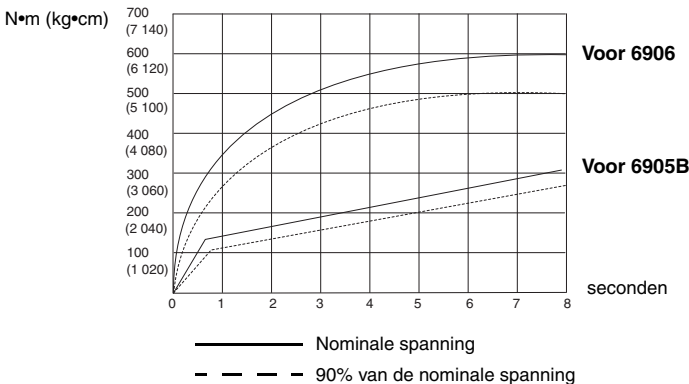 N•m (kg•cm)
700
(7 140)
600
(6 120)
500
(5 100)
400
(4 080)
300
(3 060)
200
(2 040)
100
(1 020)
0 1 2 3 4 5 6 7 8
seconden
Voor 6906
Voor 6905B
Nominale spanning
90% van de nominale spanning